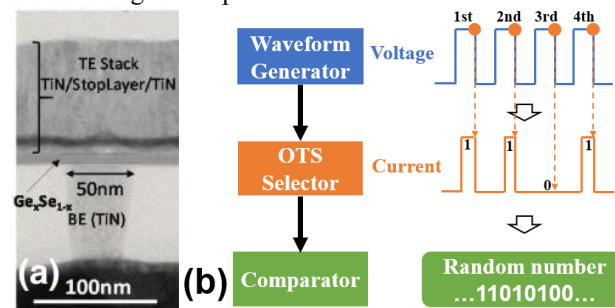 TE Stack
TiN/StopLayer/TiN
GexSe1-x
50nm
BE (TiN)
(a)
100nm
(b)
Waveform
Generator
OTS
Selector
Comparator
1st 2nd 3rd 4th
Voltage
Current
1 1 0 1
Random number
...11010100...